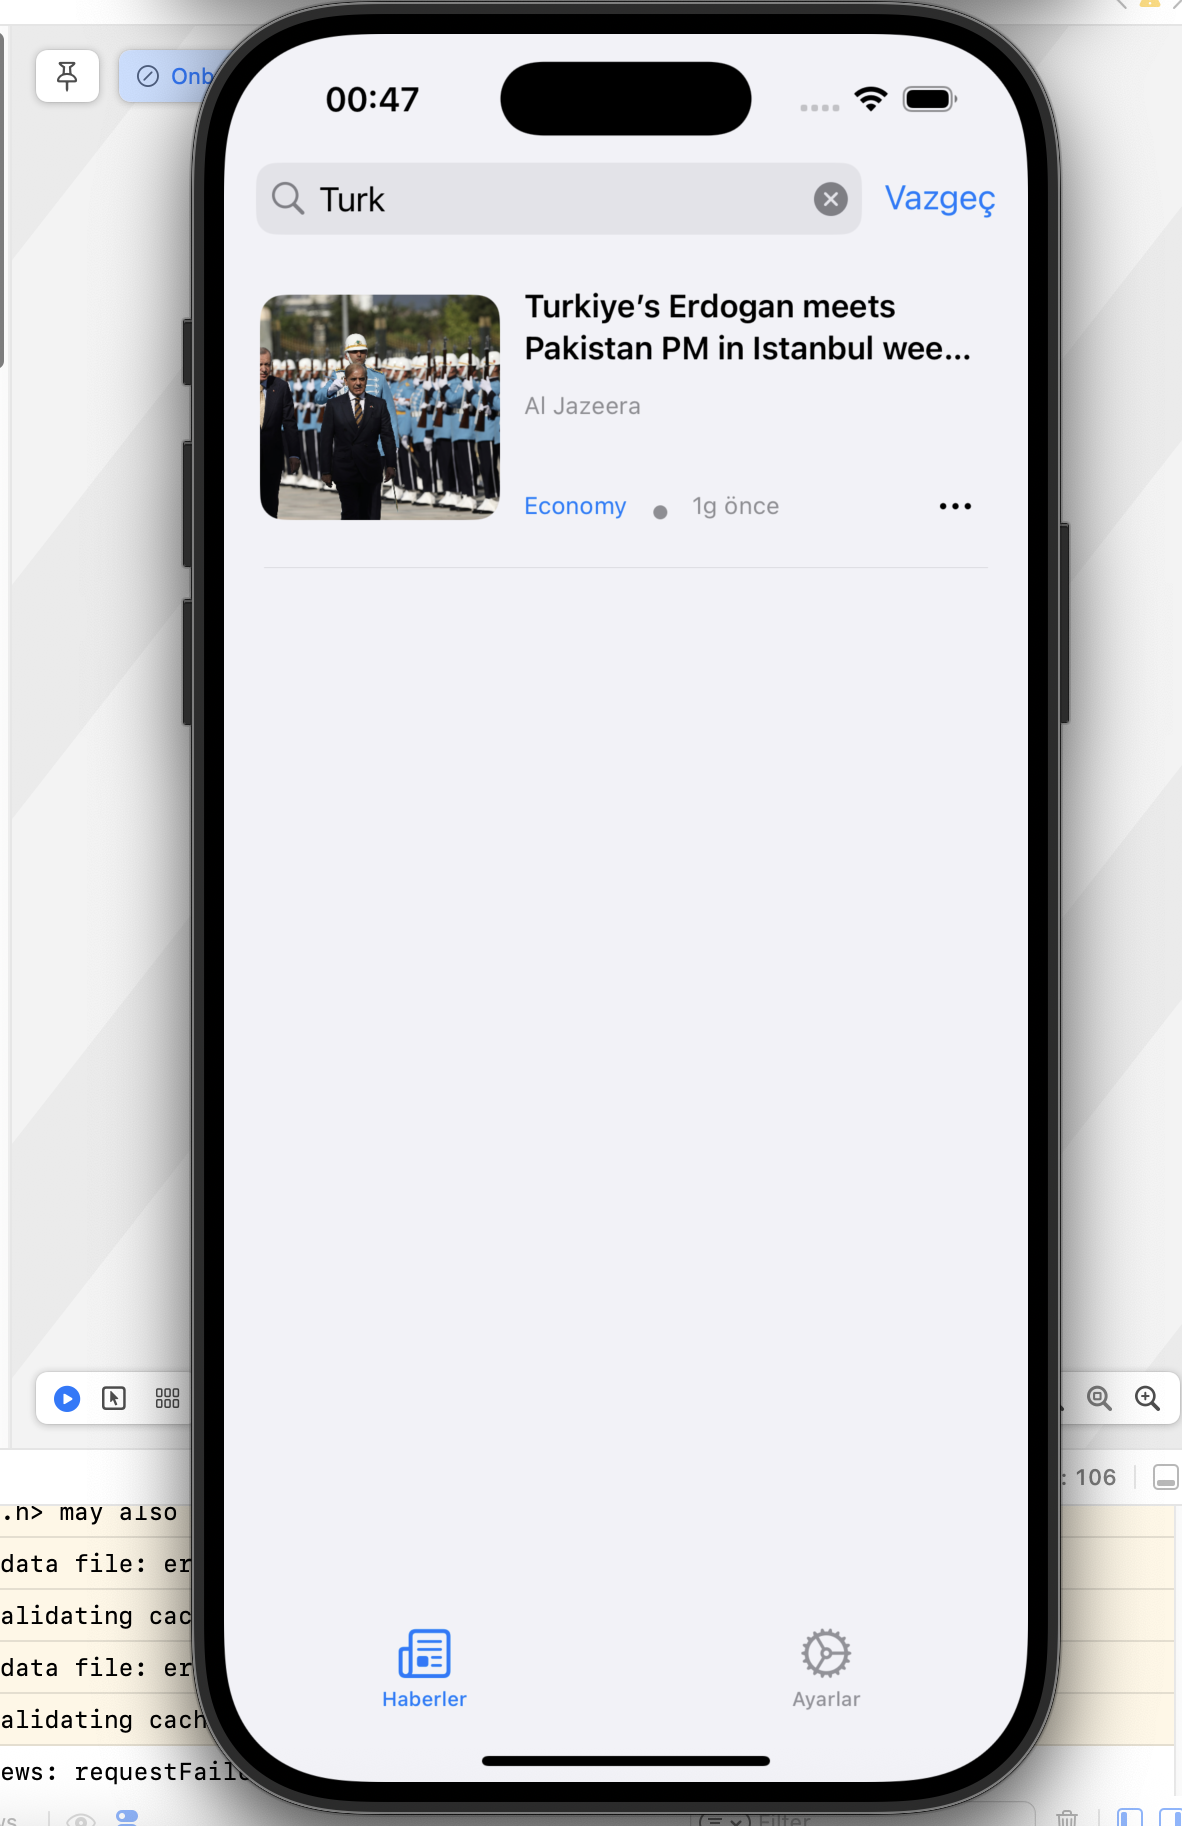 Onb
00:47
Turk
Vazgeç
Turkiye’s Erdogan meets
Pakistan PM in Istanbul wee...
Al Jazeera
Economy
1g önce
: 106
.h> may also
data file: er
alidating cac
data file: er
alidating cach
ews: requestFail
Haberler
Ayarlar
Filter